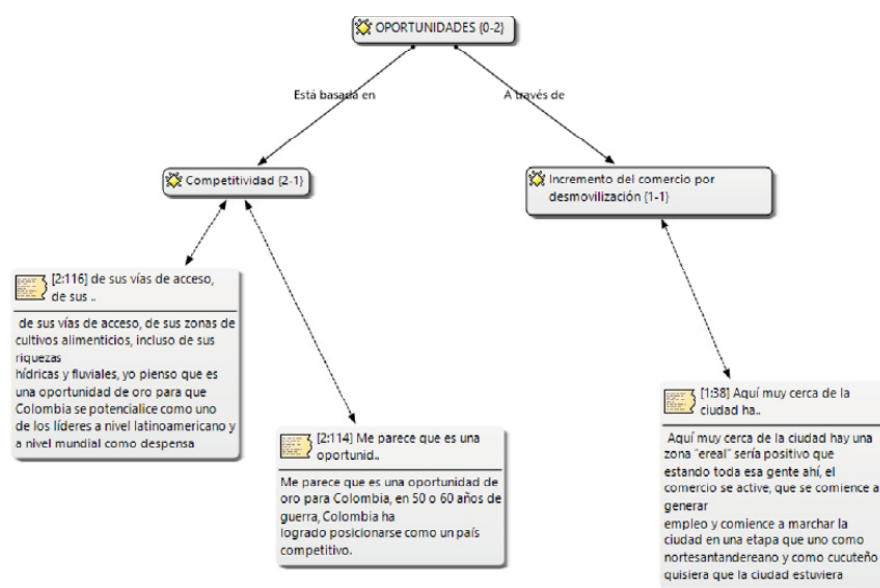 OPORTUNIDADES {0-2}
Está basada en
A través de
Competitividad {2-1}
Incremento del comercio por
desmovilización {1-1}
[2:116] de sus vías de acceso,
de sus ..
de sus vías de acceso, de sus zonas de
cultivos alimenticios, incluso de sus
riquezas
hídricas y fluviales, yo pienso que es
una oportunidad de oro para que
Colombia se potencialice como uno
de los líderes a nivel latinoamericano y
a nivel mundial como despensa
[2:114] Me parece que es una
oportunid..
Me parece que es una oportunidad de
oro para Colombia, en 50 o 60 años de
guerra, Colombia ha
logrado posicionarse como un país
competitivo.
[1:38] Aquí muy cerca de la
ciudad ha..
Aquí muy cerca de la ciudad hay una
zona "ereal" sería positivo que
estando toda esa gente ahí, el
comercio se active, que se comience a
generar
empleo y comience a marchar la
ciudad en una etapa que uno como
nortesantandereano y como cucuteño
quisiera que la ciudad estuviera